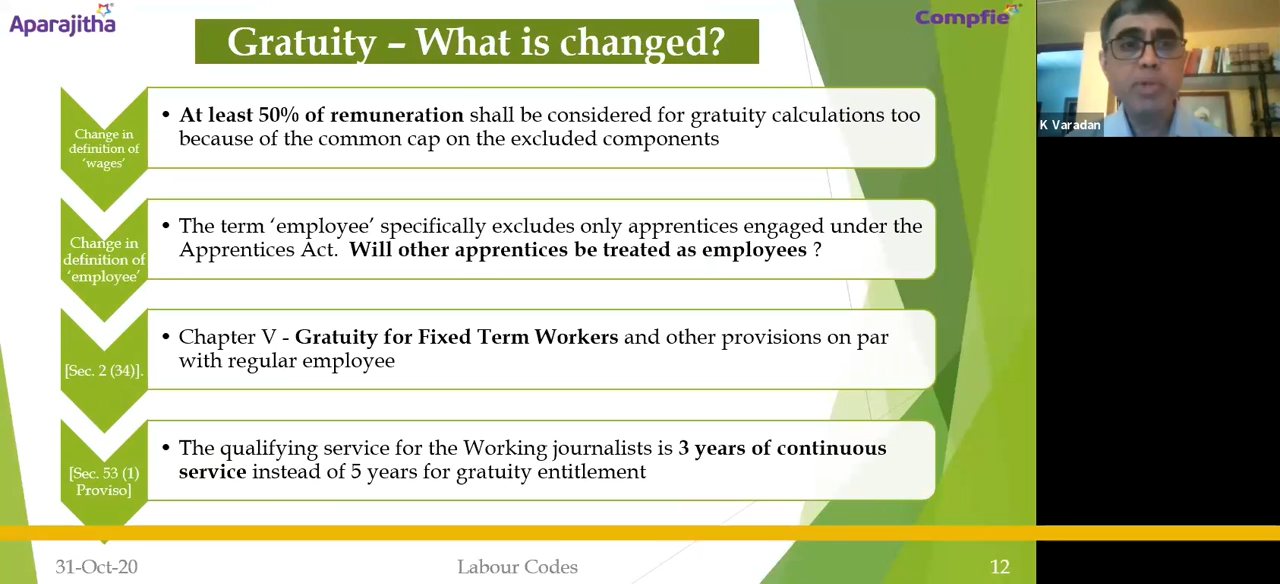 Aparajitha
Compfie
Gratuity – What is changed?
Change in
definition of
'wages'
• At least 50% of remuneration shall be considered for gratuity calculations too
because of the common cap on the excluded components
Change in
definition of
'employee'
• The term 'employee' specifically excludes only apprentices engaged under the
Apprentices Act. Will other apprentices be treated as employees ?
[Sec. 2 (34)].
• Chapter V - Gratuity for Fixed Term Workers and other provisions on par
with regular employee
[Sec. 53 (1)
Proviso]
• The qualifying service for the Working journalists is 3 years of continuous
service instead of 5 years for gratuity entitlement
31-Oct-20
Labour Codes
12
K Varadan